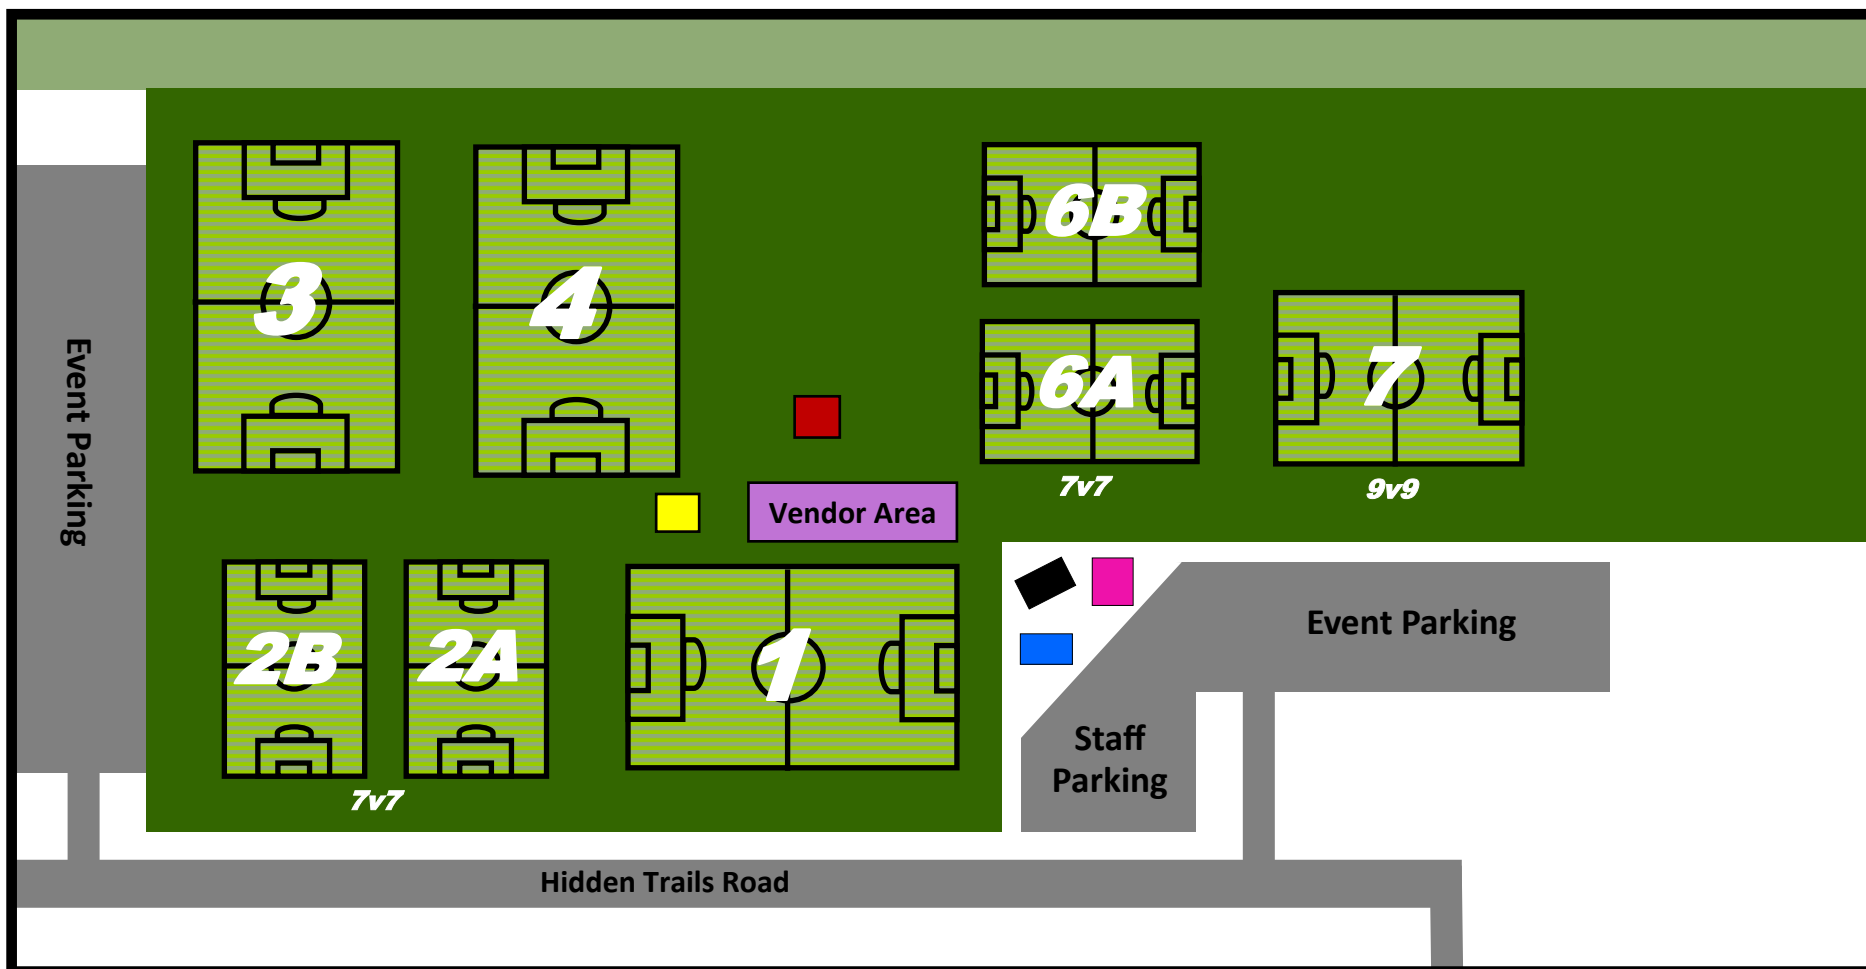 3
4
6B
6A
7
7v7
9v9
Event Parking
Vendor Area
2B
2A
1
7v7
Event Parking
Staff
Parking
Hidden Trails Road